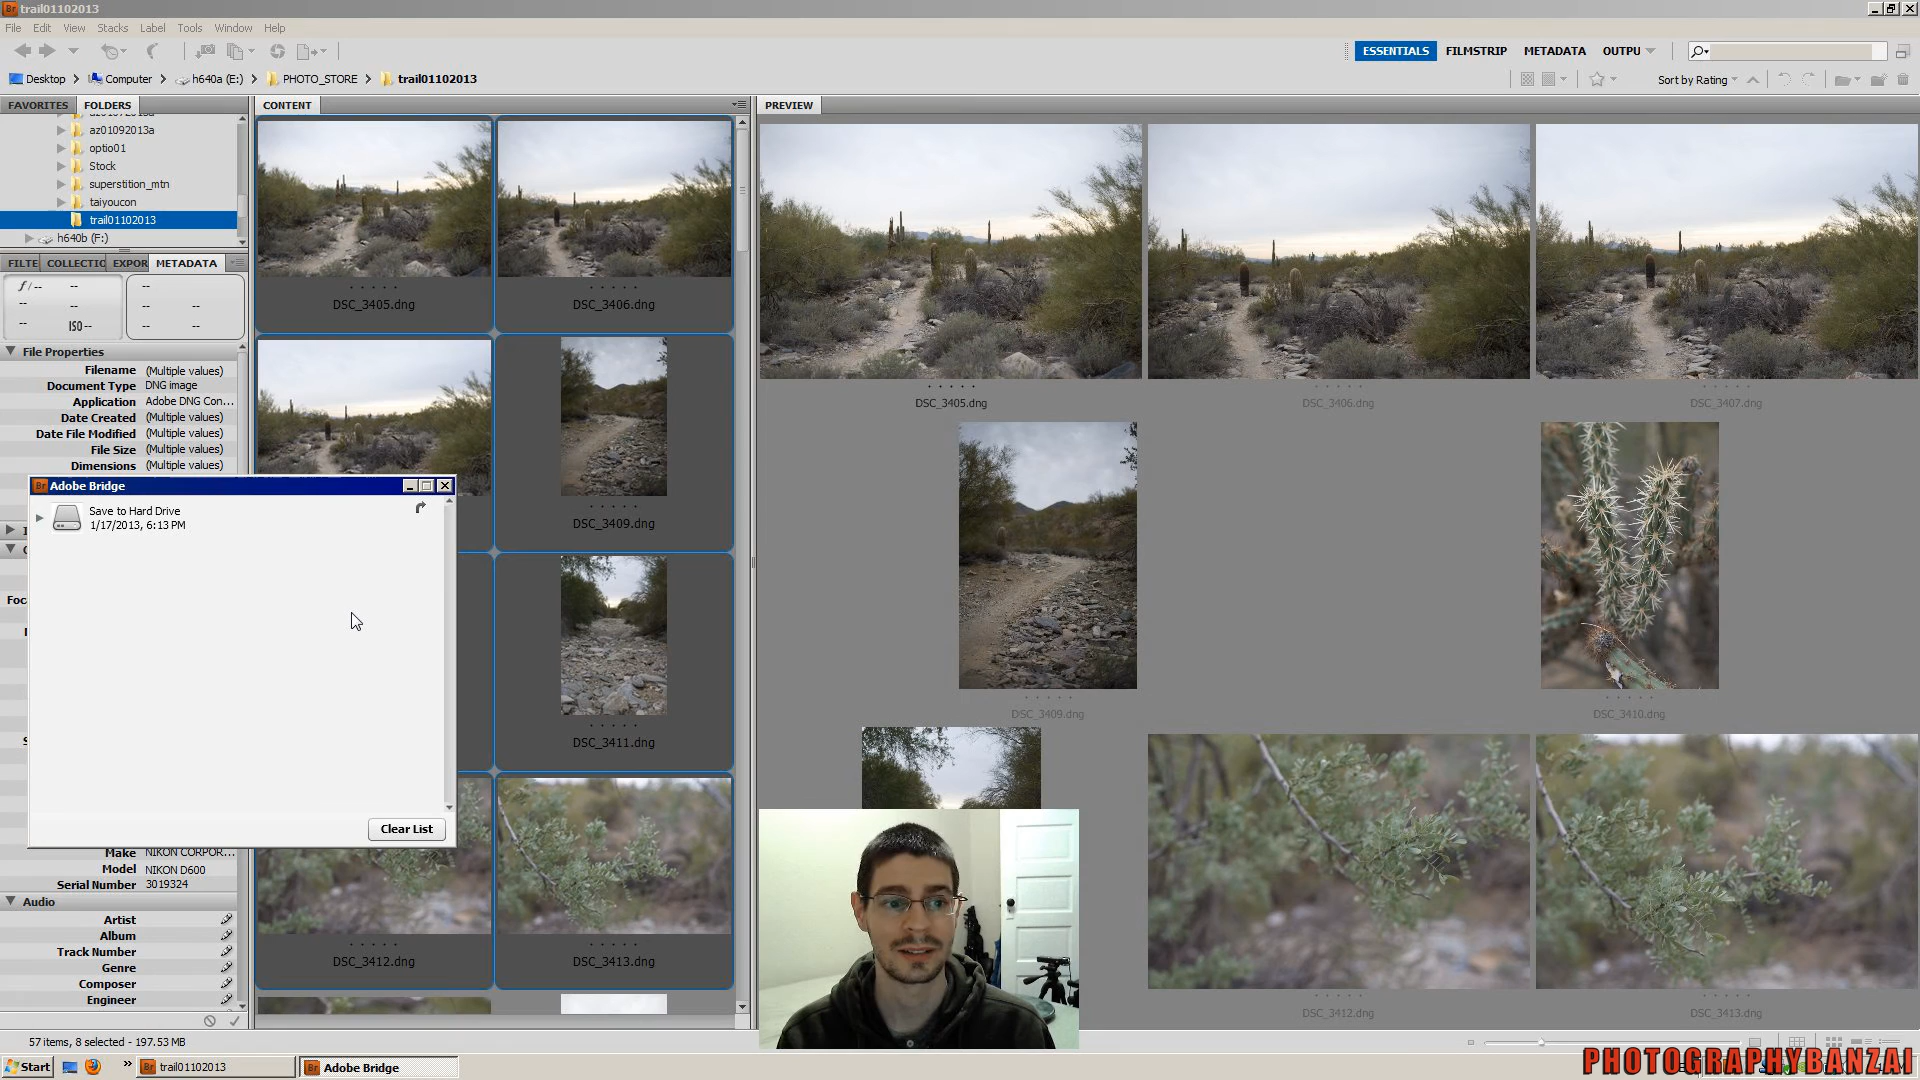 trail01102013
File Edit View Stacks Label Tools Window Help
ESSENTIALS FILMSTRIP METADATA OUTPU
Desktop Computer h640a (E:) PHOTO_STORE trail01102013
Sort by Rating
FAVORITES FOLDERS
CONTENT
PREVIEW
az01092013a
optio01
Stock
superstition_mtn
taiyoucon
trail01102013
h640b (F:)
FILTE COLLECTIO EXPOR METADATA
f/-- --
-- --
-- ISO--
--
-- --
-- --
File Properties
Filename (Multiple values)
Document Type DNG image
Application Adobe DNG Con...
Date Created (Multiple values)
Date File Modified (Multiple values)
File Size (Multiple values)
Dimensions (Multiple values)
DSC_3405.dng
DSC_3406.dng
DSC_3409.dng
DSC_3411.dng
DSC_3412.dng
DSC_3413.dng
DSC_3405.dng
DSC_3406.dng
DSC_3407.dng
DSC_3409.dng
DSC_3410.dng
DSC_3412.dng
DSC_3413.dng
Adobe Bridge
Save to Hard Drive
1/17/2013, 6:13 PM
Clear List
Foc
Make NIKON CORPOR...
Model NIKON D600
Serial Number 3019324
Audio
Artist
Album
Track Number
Genre
Composer
Engineer
57 items, 8 selected - 197.53 MB
Start
trail01102013
Adobe Bridge
PHOTOGRAPHYBANZAI